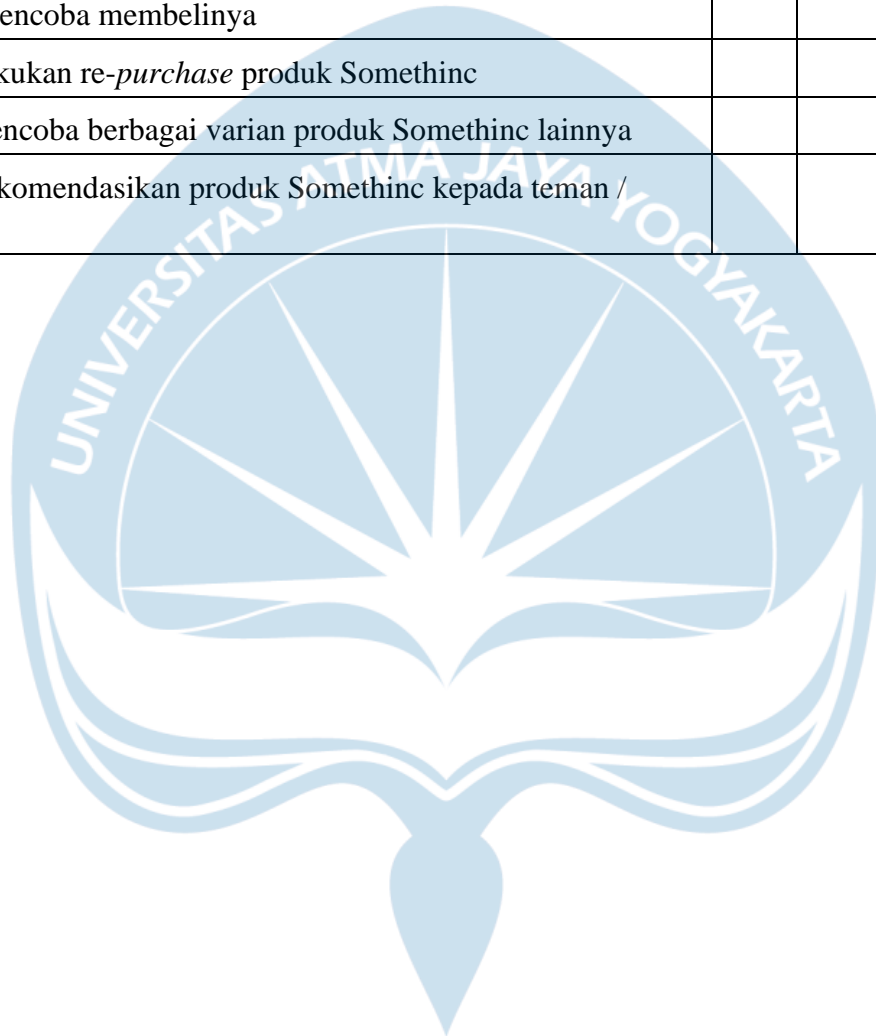 encoba membelinya
kukan re-purchase produk Somethinc
encoba berbagai varian produk Somethinc lainnya
komendasikan produk Somethinc kepada teman /
UNIVERSITAS ATMA JAYA YOGYAKARTA